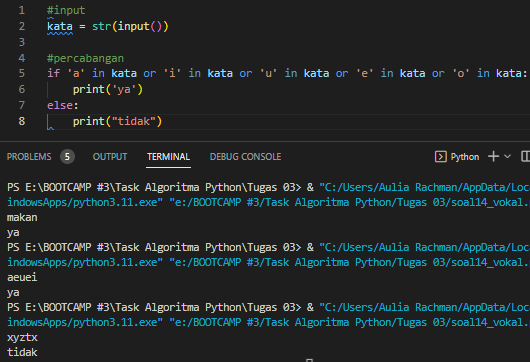 1 #input
2 kata = str(input())
3
4 #percabangan
5 if 'a' in kata or 'i' in kata or 'u' in kata or 'e' in kata or 'o' in kata:
6 print('ya')
7 else:
8 print("tidak")
PROBLEMS 5 OUTPUT TERMINAL DEBUG CONSOLE Python
PS E:\BOOTCAMP #3\Task Algoritma Python\Tugas 03> & "C:/Users/Aulia Rachman/AppData/Loc
indowsApps/python3.11.exe" "e:/BOOTCAMP #3/Task Algoritma Python/Tugas 03/soal14_vokal.
makan
ya
PS E:\BOOTCAMP #3\Task Algoritma Python\Tugas 03> & "C:/Users/Aulia Rachman/AppData/Loc
indowsApps/python3.11.exe" "e:/BOOTCAMP #3/Task Algoritma Python/Tugas 03/soal14_vokal.
aeuei
ya
PS E:\BOOTCAMP #3\Task Algoritma Python\Tugas 03> & "C:/Users/Aulia Rachman/AppData/Loc
indowsApps/python3.11.exe" "e:/BOOTCAMP #3/Task Algoritma Python/Tugas 03/soal14_vokal.
xyztx
tidak